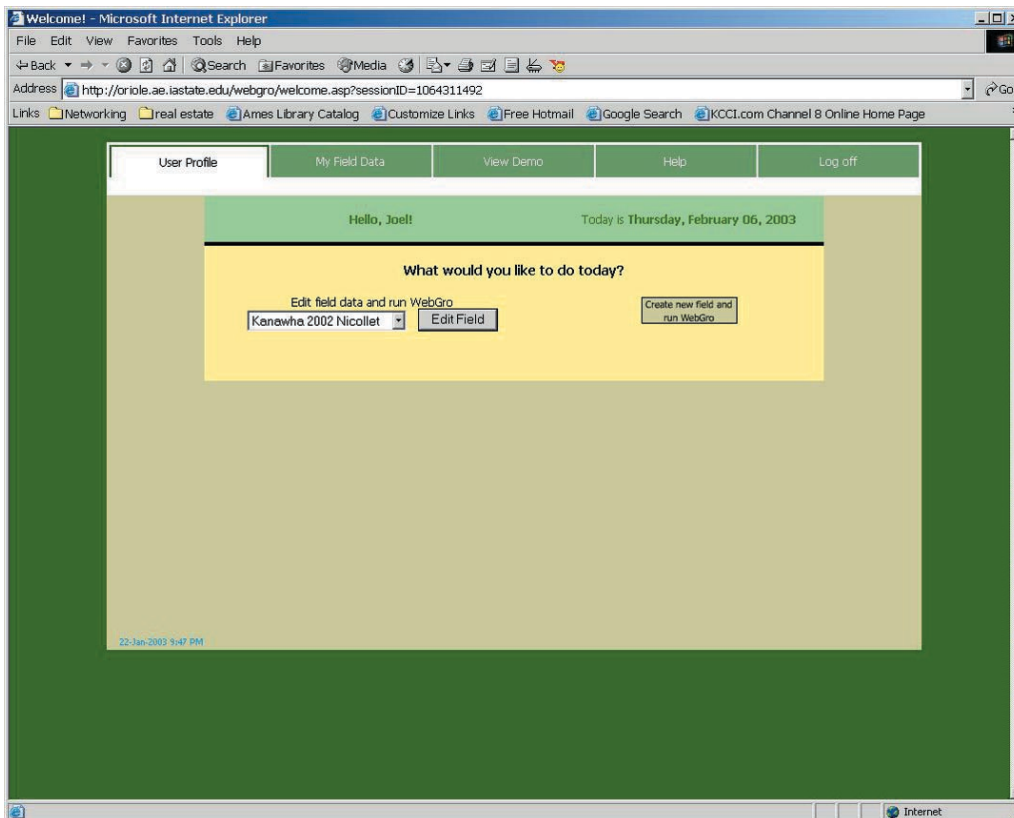 Welcome! - Microsoft Internet Explorer
File Edit View Favorites Tools Help
Back Search Favorites Media
Address http://oriole.ae.iastate.edu/webgro/welcome.asp?sessionID=1064311492 Go
Links Networking real estate Ames Library Catalog Customize Links Free Hotmail Google Search KCCI.com Channel 8 Online Home Page
User Profile My Field Data View Demo Help Log off
Hello, Joel! Today is Thursday, February 06, 2003
What would you like to do today?
Edit field data and run WebGro
Kanawha 2002 Nicollet Edit Field
Create new field and
run WebGro
22-Jan-2003 9:47 PM
Internet